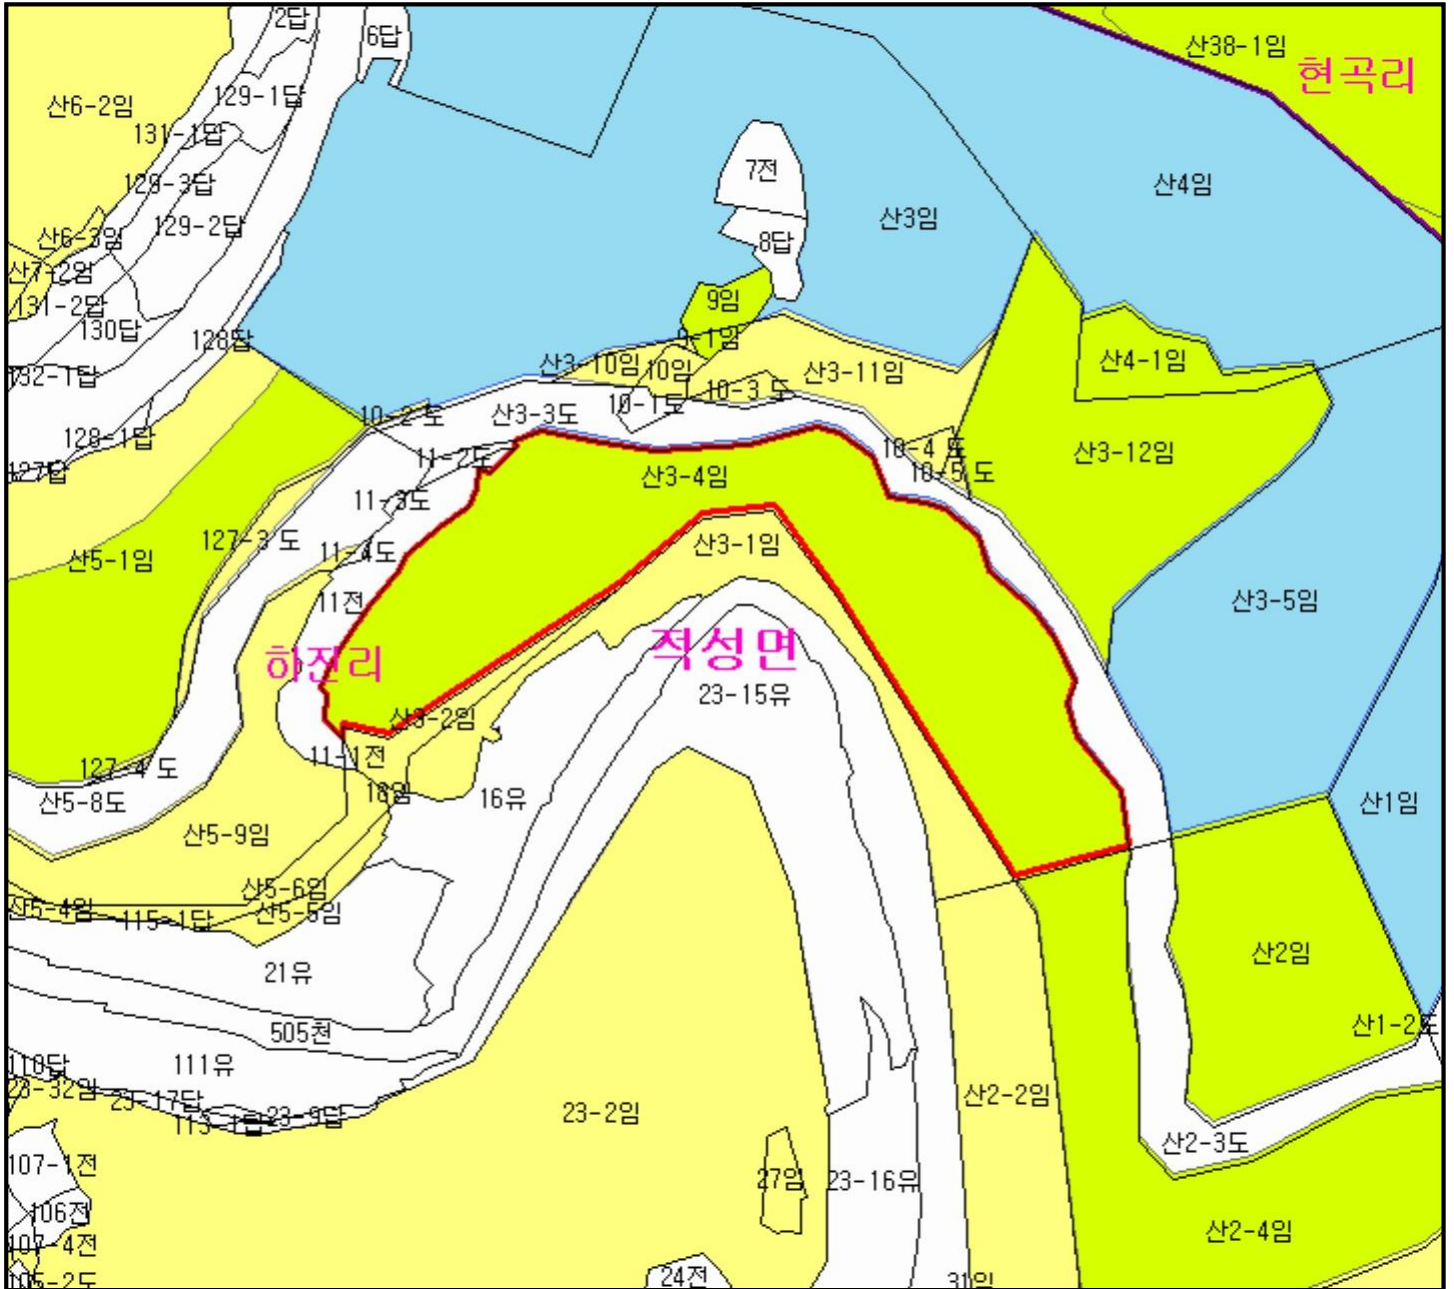 2답
6답
산38-1임
현곡리
129-1답
산6-2임
131-1답
7전
129-3답
산4임
산3임
129-2답
산6-3임
8답
산7-2임
9임
131-2답
130답
128답
9-1임
산4-1임
산3-10임
10임
산3-11임
132-1답
10-3 도
10-1도
10-2 도
산3-3도
128-1답
10-4 도
산3-12임
11-2도
127답
10-5 도
산3-4임
11-3도
127-3 도
산3-1임
11-4도
산5-1임
11전
산3-5임
적성면
하진리
23-15유
산3-2임
11-1전
127-4 도
18임
16유
산5-8도
산1임
산5-9임
산5-6임
산5-4임
115-1답
산5-5임
산2임
21유
505천
산1-2도
110답
111유
23-32임
23-17답
산2-2임
113-1답
23-9답
23-2임
산2-3도
107-1전
27임
23-16유
106전
산2-4임
107-4전
105-2도
24전
31임